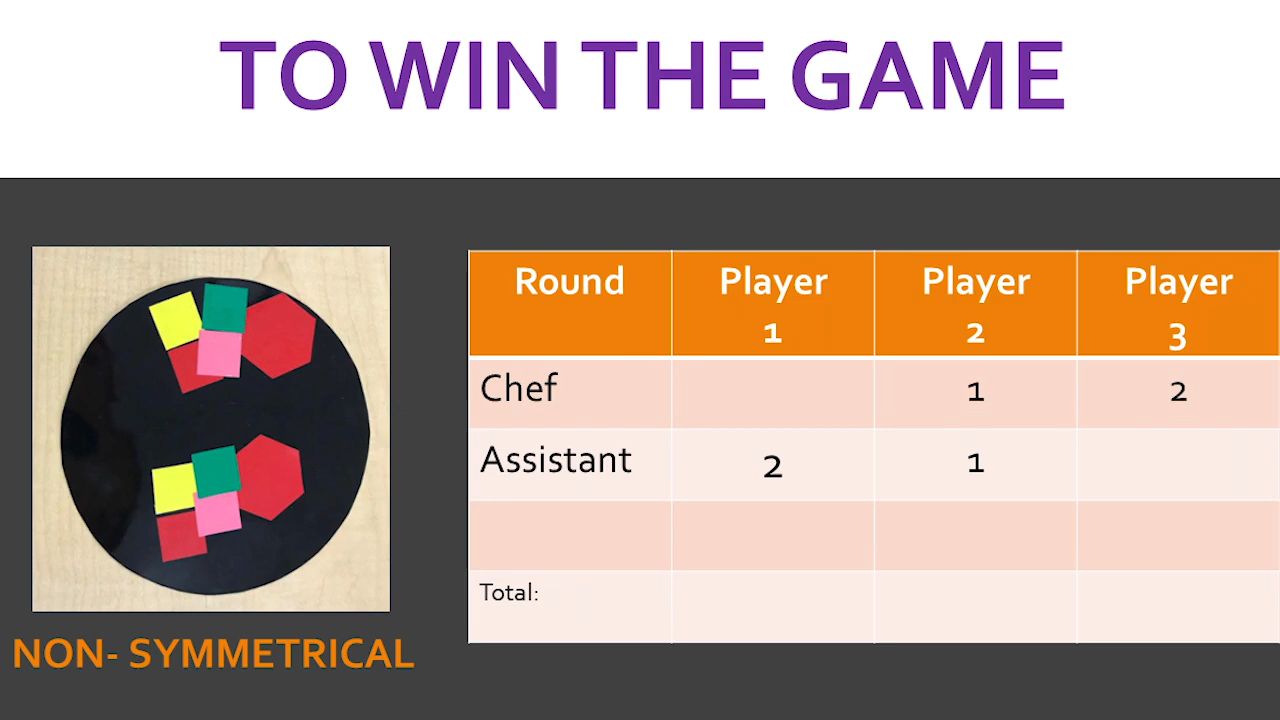 TO WIN THE GAME
Round Player 1 Player 2 Player 3
Chef 1 2
Assistant 2 1
Total:
NON- SYMMETRICAL